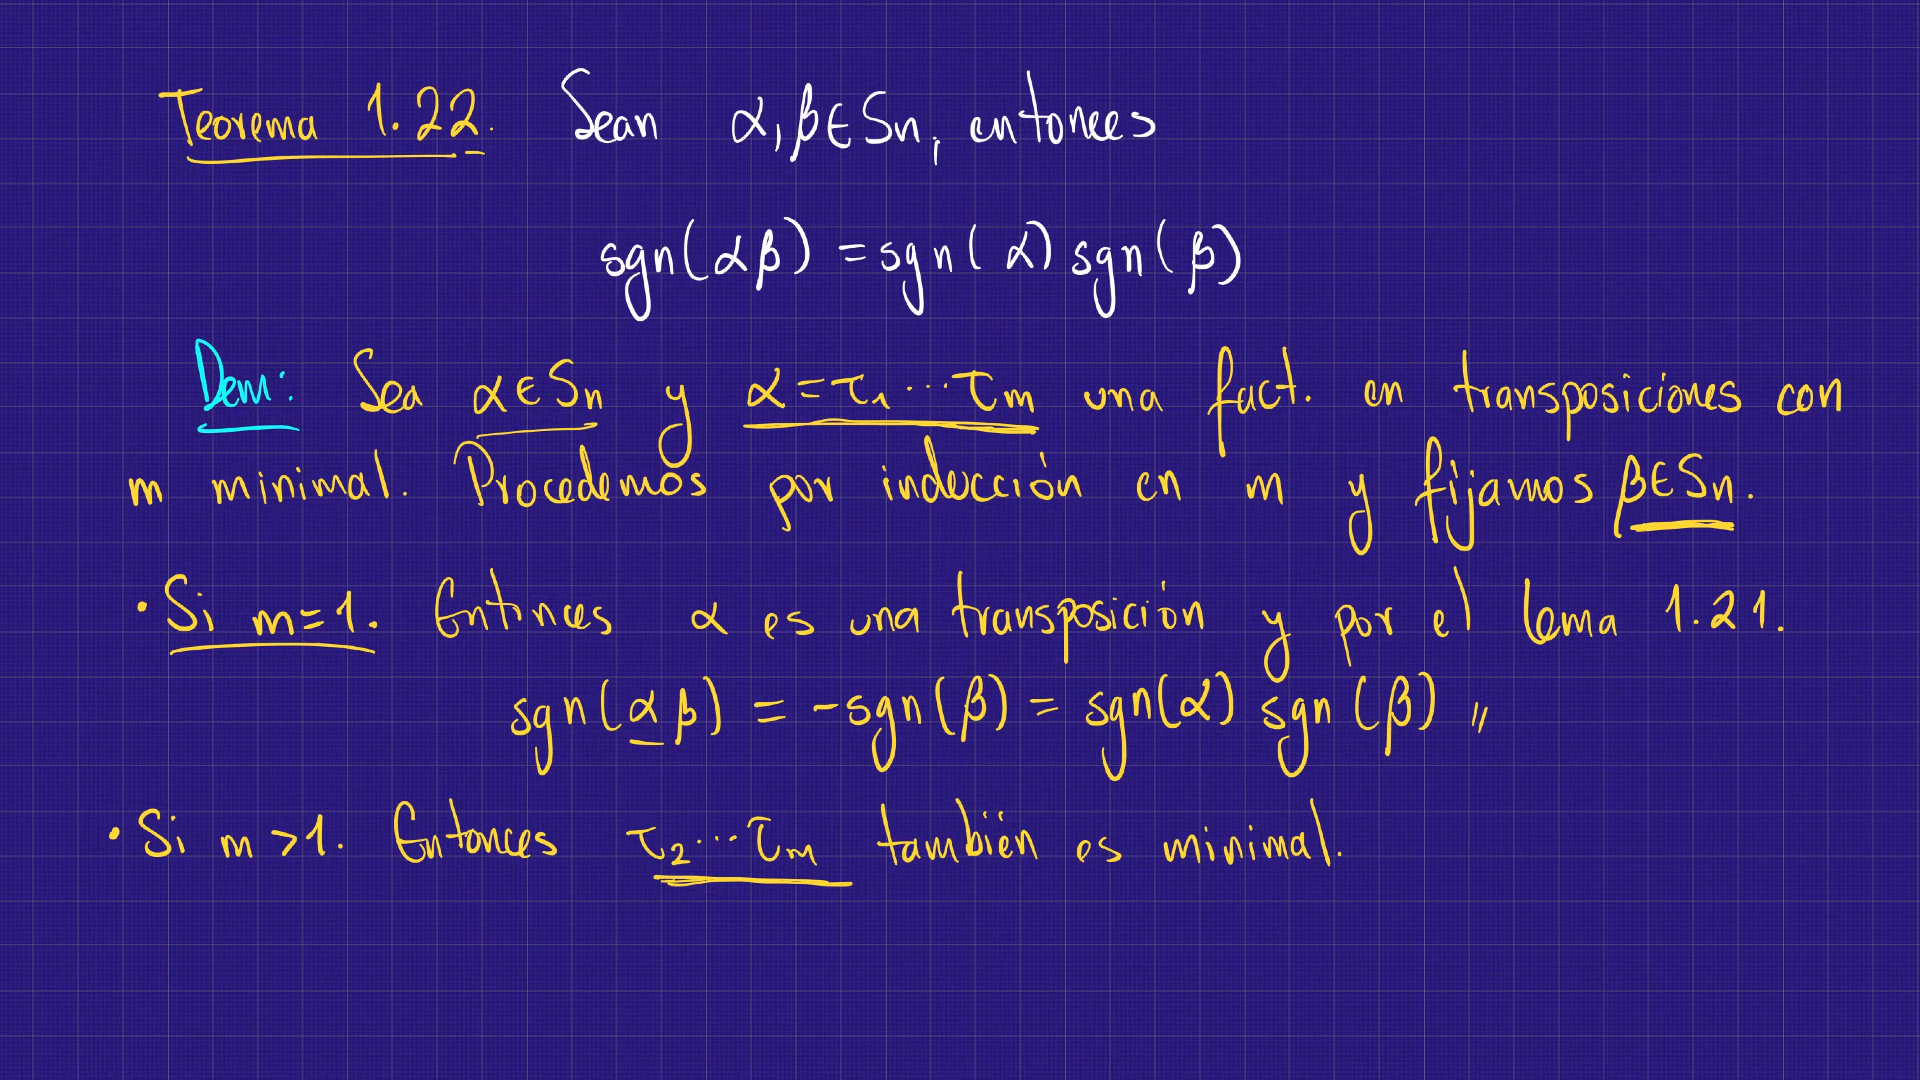 Teorema 1.22. Sean α, β ∈ Sn, entonces
sgn(αβ) = sgn(α) sgn(β)
Dem: Sea α ∈ Sn y α = τ₁ ⋯ τm una fact. en transposiciones con
m minimal. Procedemos por inducción en m y fijamos β ∈ Sn.
• Si m = 1. Entonces α es una transposición y por el lema 1.21.
sgn(αβ) = -sgn(β) = sgn(α) sgn(β) //
• Si m > 1. Entonces τ₂ ⋯ τm también es minimal.